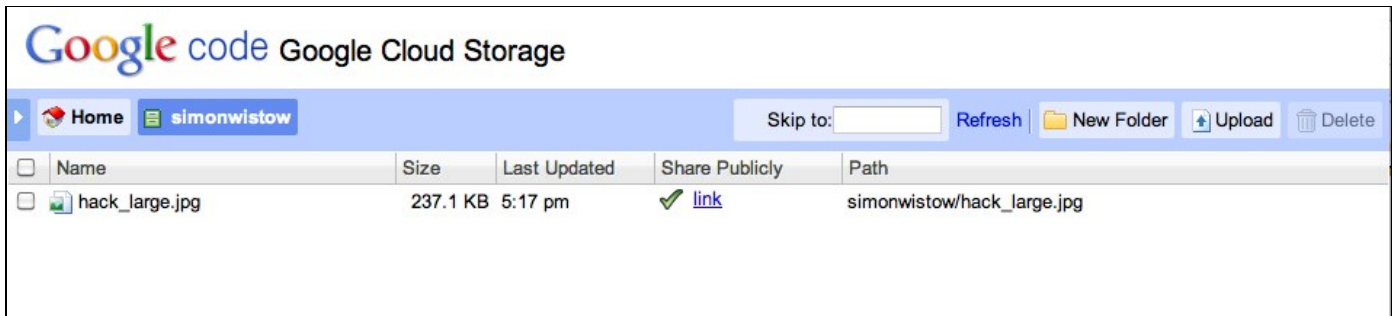 Google code Google Cloud Storage
Home simonwistow Skip to: Refresh New Folder Upload Delete
Name Size Last Updated Share Publicly Path
hack_large.jpg 237.1 KB 5:17 pm link simonwistow/hack_large.jpg